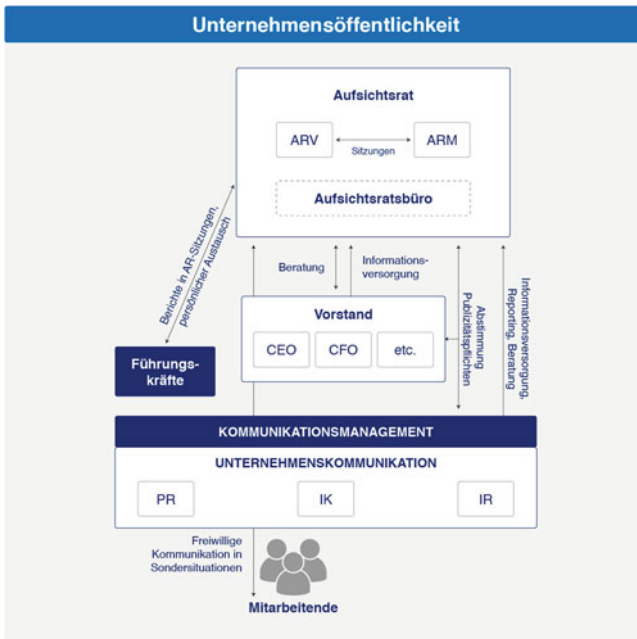 Unternehmensöffentlichkeit
Aufsichtsrat
ARV
ARM
Sitzungen
Aufsichtsratsbüro
Berichte in AR-Sitzungen,
persönlicher Austausch
Beratung
Informations-
versorgung
Abstimmung
Publizitätspflichten
Informationsversorgung,
Reporting, Beratung
Vorstand
CEO
CFO
etc.
Führungs-
kräfte
KOMMUNIKATIONSMANAGEMENT
UNTERNEHMENSKOMMUNIKATION
PR
IK
IR
Freiwillige
Kommunikation in
Sondersituationen
Mitarbeitende